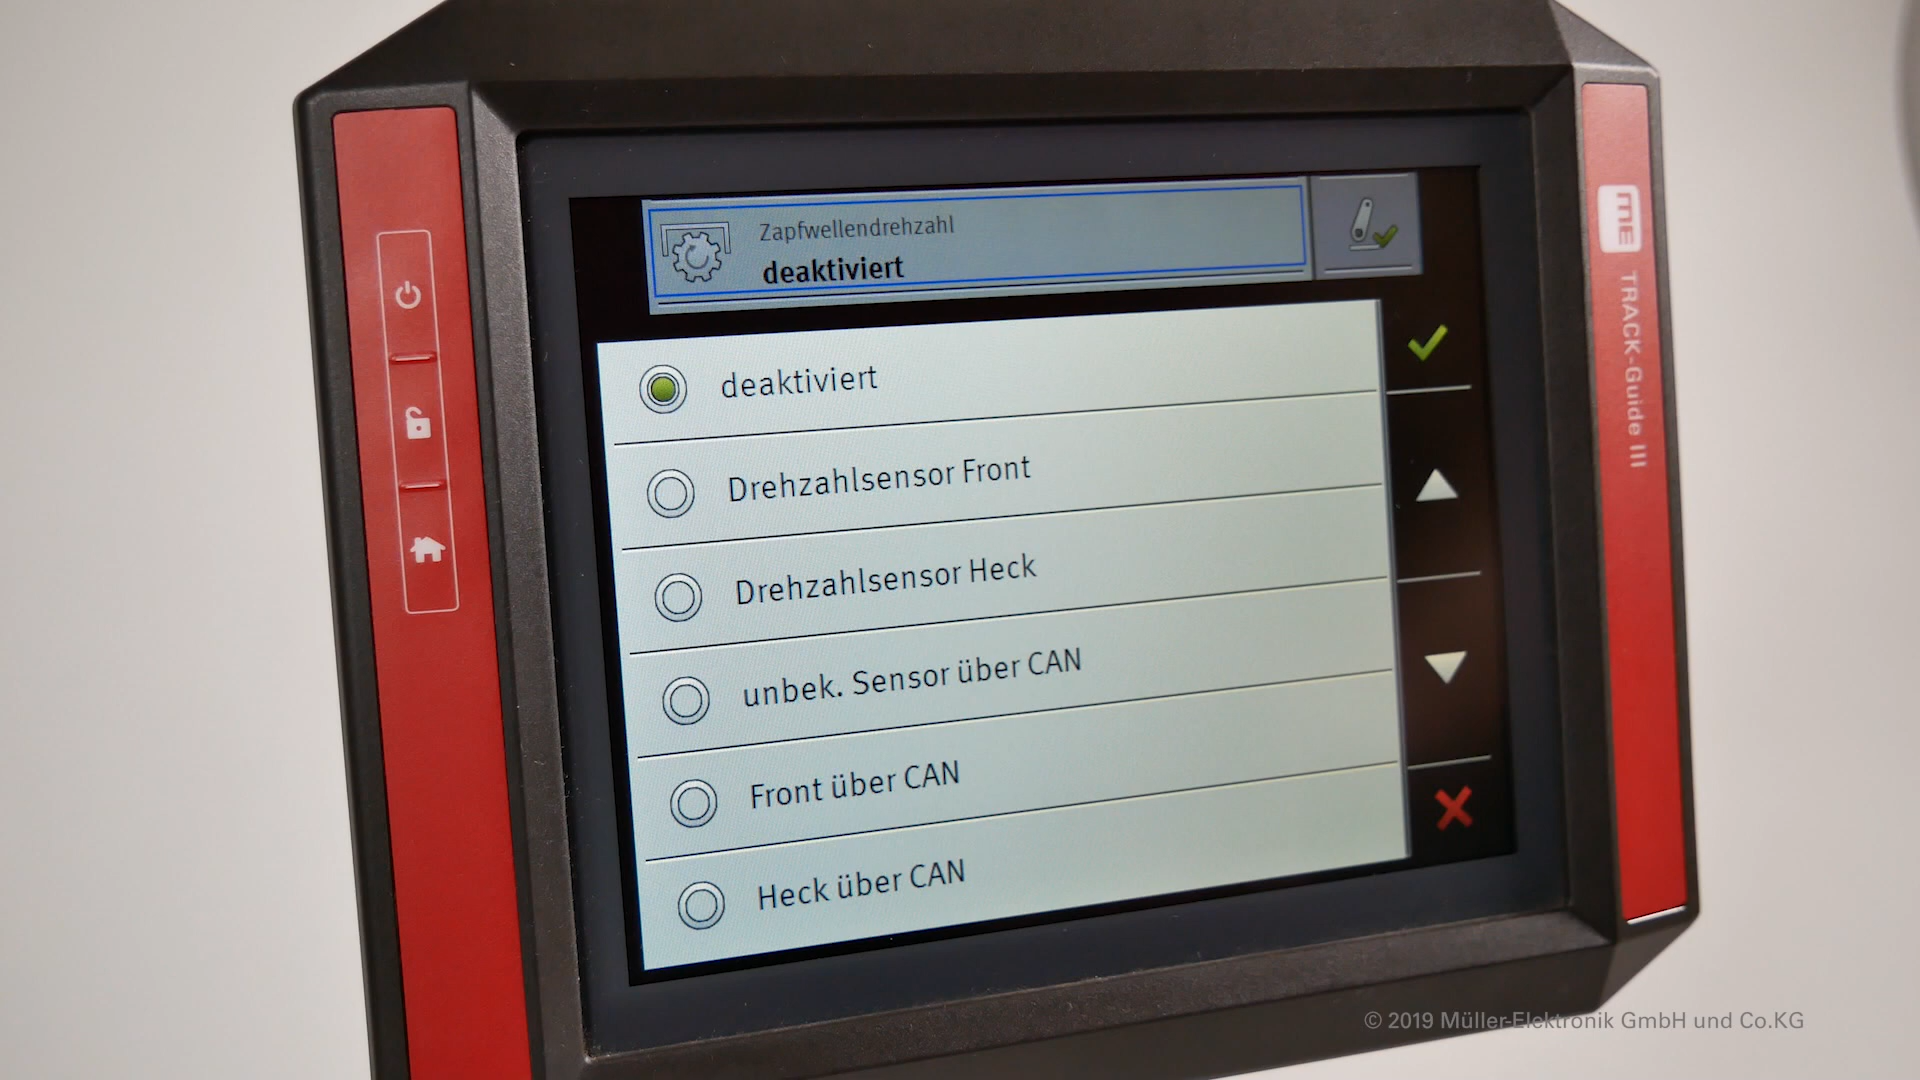 Zapfwellendrehzahl
deaktiviert
deaktiviert
Drehzahlsensor Front
Drehzahlsensor Heck
unbek. Sensor über CAN
Front über CAN
Heck über CAN
ME
TRACK-Guide III
© 2019 Müller-Elektronik GmbH und Co.KG